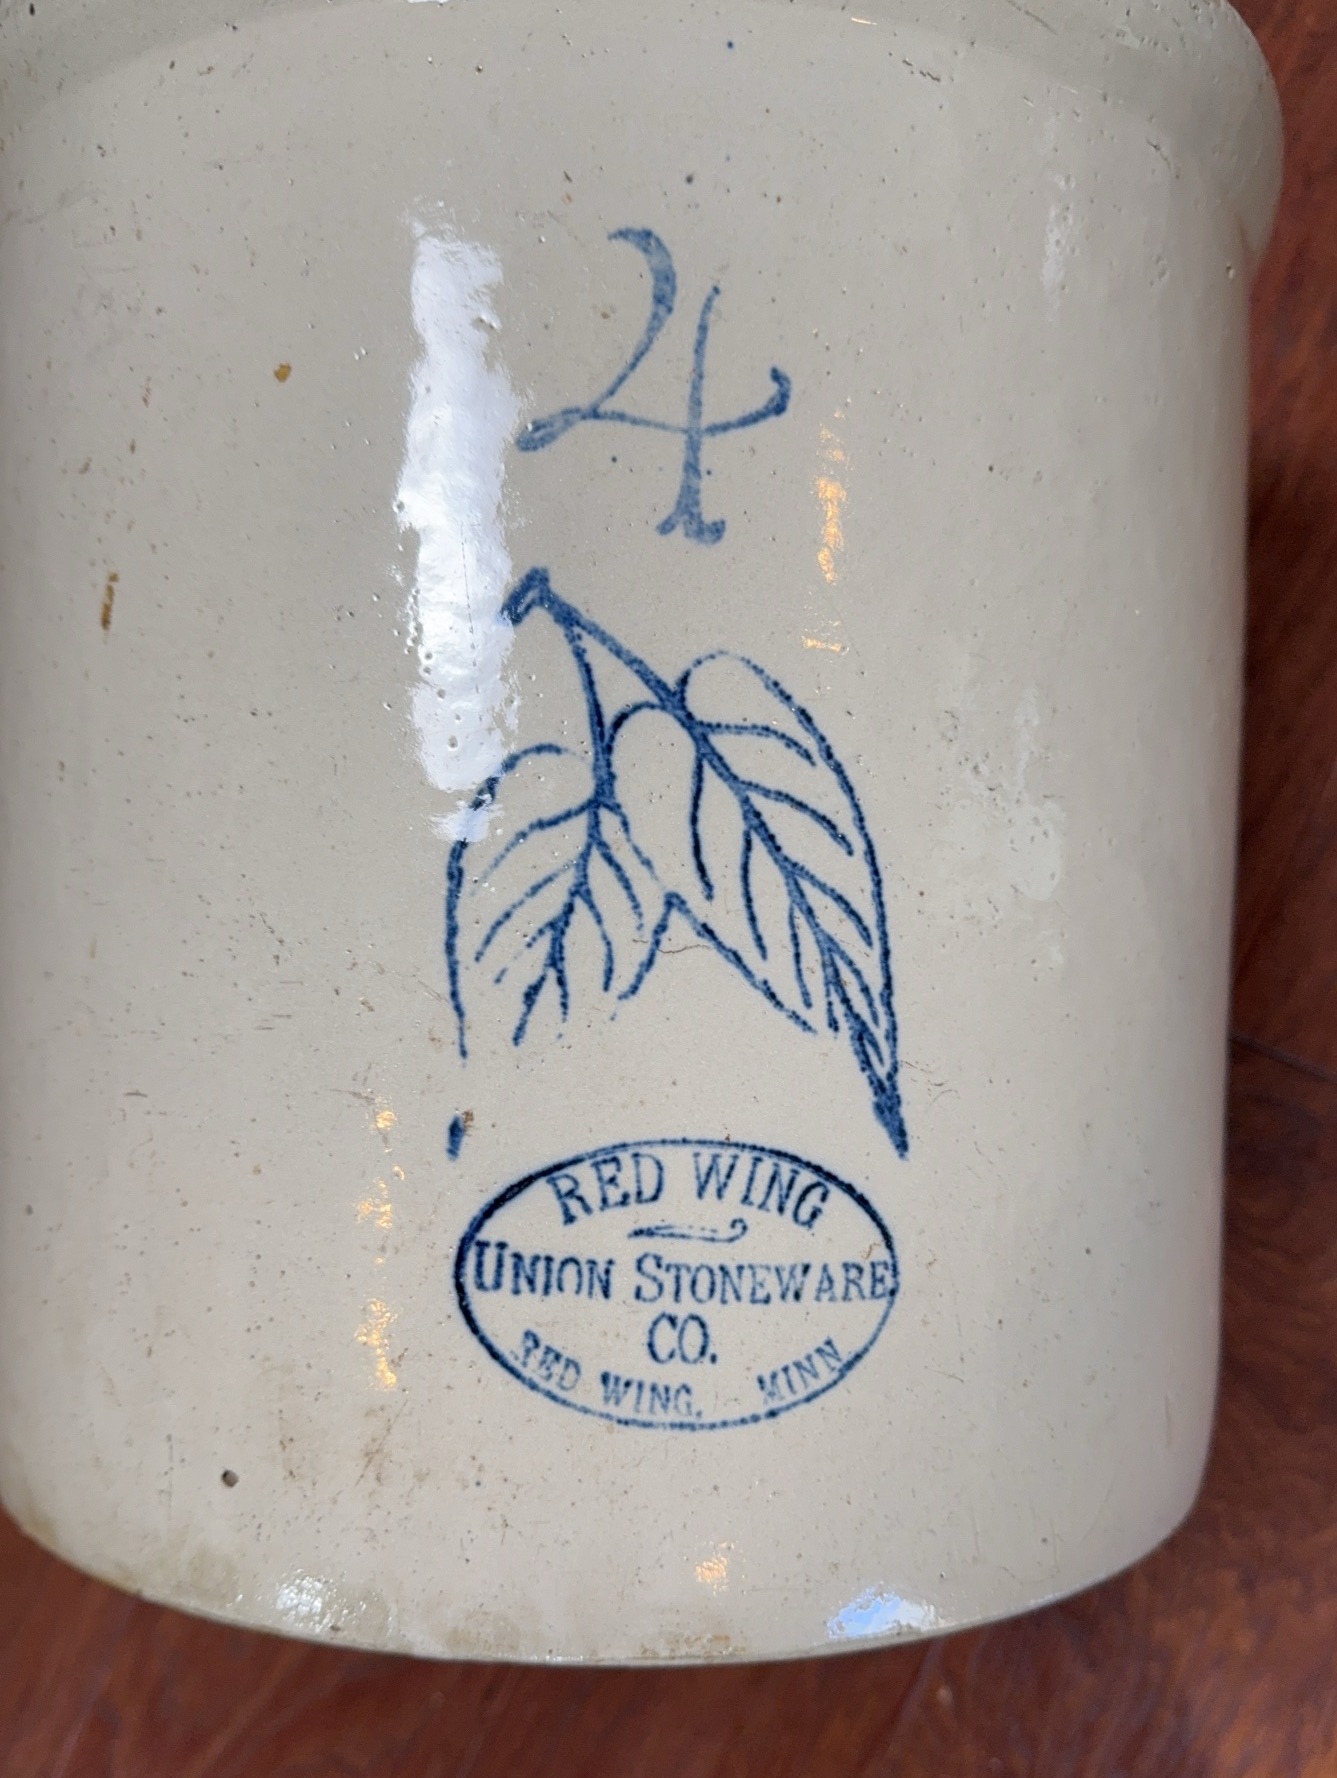 4
RED WING
UNION STONEWARE
CO.
RED WING, MINN.